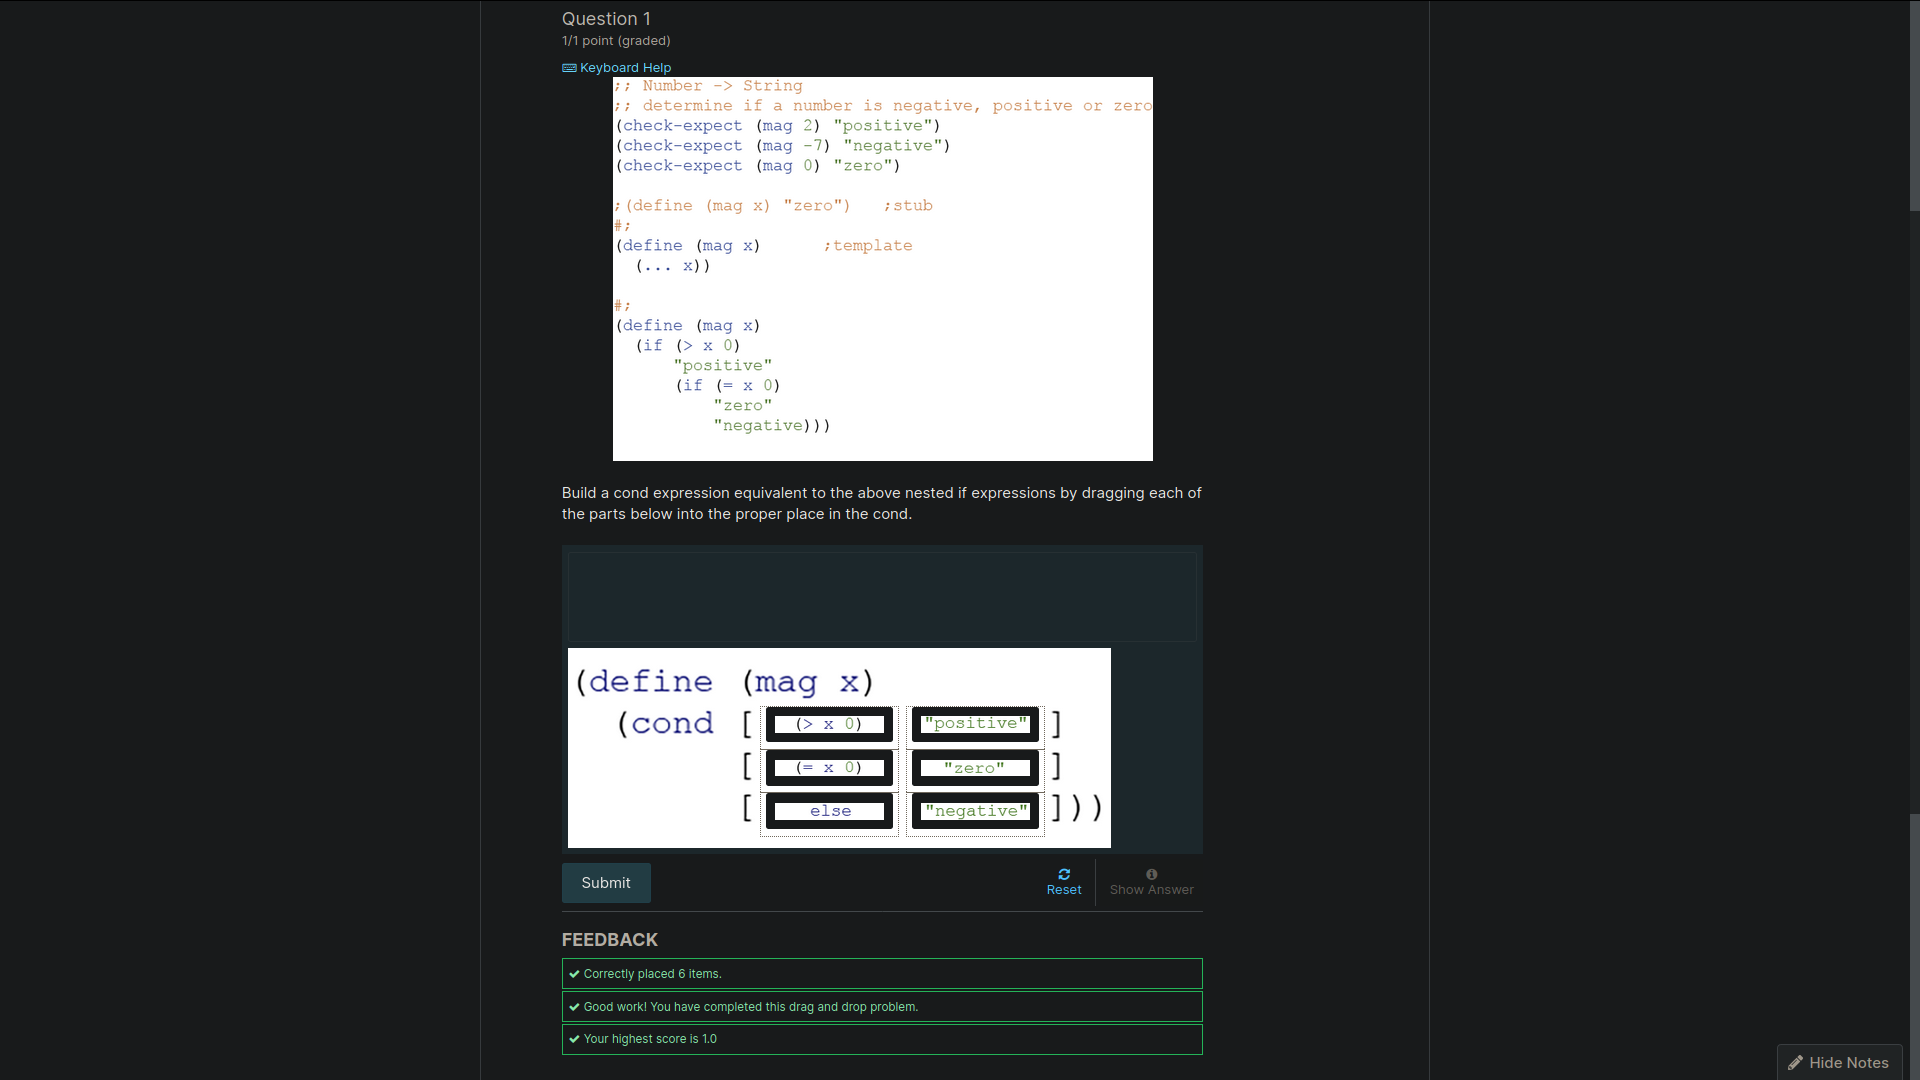 Question 1
1/1 point (graded)
Keyboard Help
;; Number -> String
;; determine if a number is negative, positive or zero
(check-expect (mag 2) "positive")
(check-expect (mag -7) "negative")
(check-expect (mag 0) "zero")
;(define (mag x) "zero")   ;stub
#;
(define (mag x)      ;template
  (... x))
#;
(define (mag x)
  (if (> x 0)
      "positive"
      (if (= x 0)
          "zero"
          "negative)))
Build a cond expression equivalent to the above nested if expressions by dragging each of
the parts below into the proper place in the cond.
(define (mag x)
  (cond [ (> x 0) "positive" ]
        [ (= x 0) "zero" ]
        [ else "negative" ]))
Submit
Reset
Show Answer
FEEDBACK
Correctly placed 6 items.
Good work! You have completed this drag and drop problem.
Your highest score is 1.0
Hide Notes